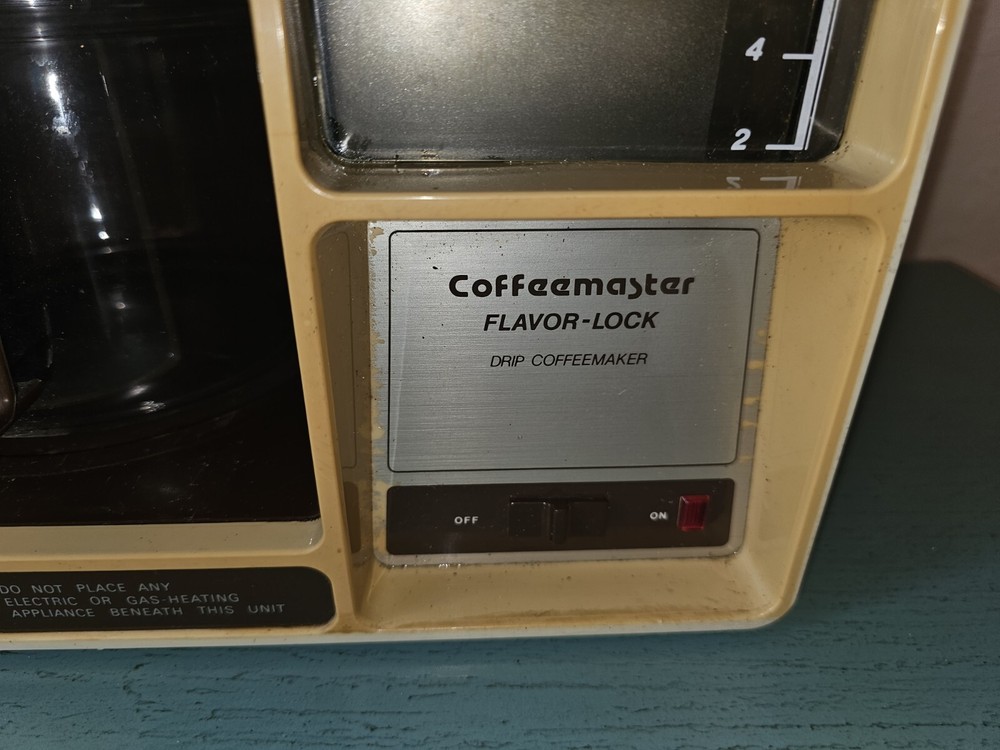 4
2
Coffeemaster
FLAVOR-LOCK
DRIP COFFEEMAKER
OFF ON
DO NOT PLACE ANY
ELECTRIC OR GAS-HEATING
APPLIANCE BENEATH THIS UNIT